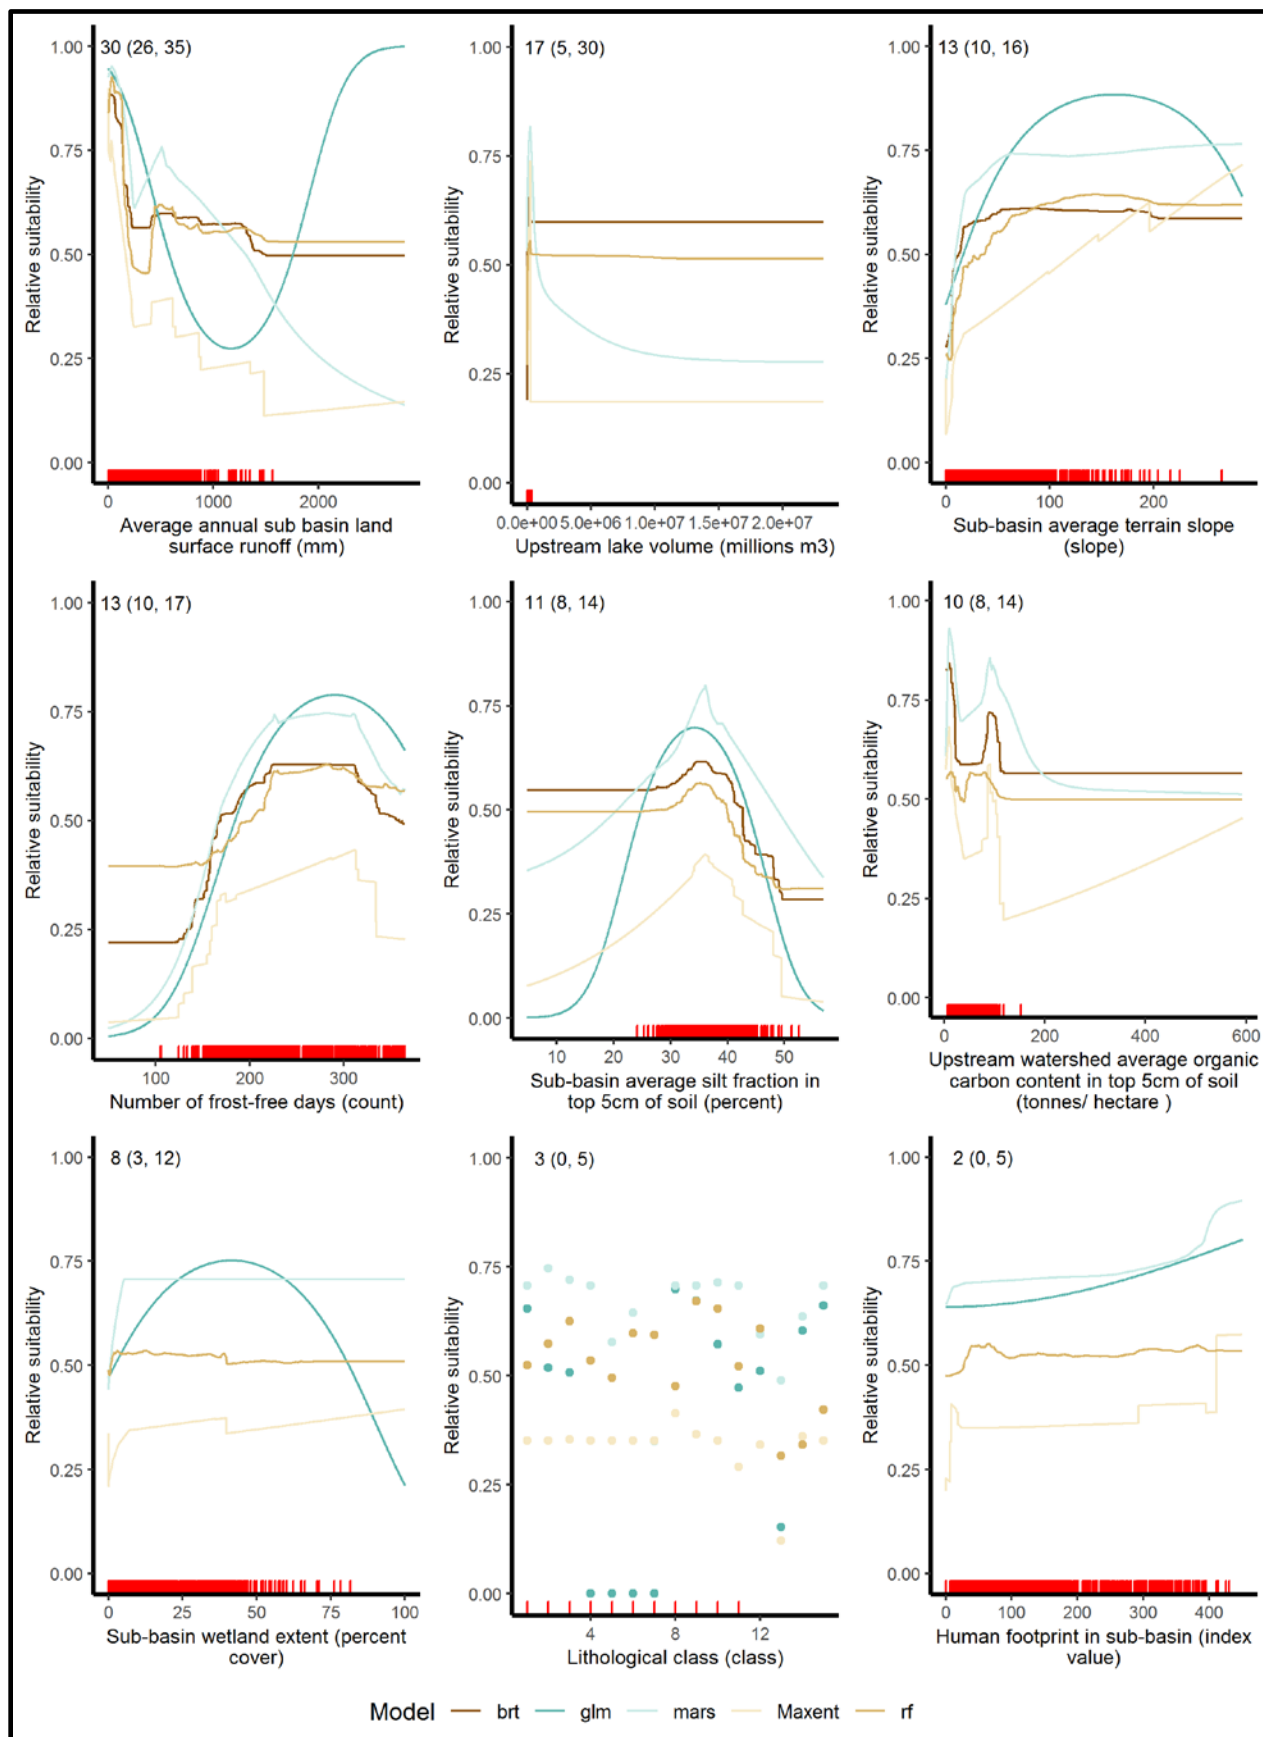 30 (26, 35)
1.00
0.75
0.50
0.25
0.00
Relative suitability
0
1000
2000
Average annual sub basin land
surface runoff (mm)
17 (5, 30)
1.00
0.75
0.50
0.25
0.00
Relative suitability
0.0e+00
5.0e+06
1.0e+07
1.5e+07
2.0e+07
Upstream lake volume (millions m3)
13 (10, 16)
1.00
0.75
0.50
0.25
0.00
Relative suitability
0
100
200
Sub-basin average terrain slope
(slope)
13 (10, 17)
1.00
0.75
0.50
0.25
0.00
Relative suitability
100
200
300
Number of frost-free days (count)
11 (8, 14)
1.00
0.75
0.50
0.25
0.00
Relative suitability
10
20
30
40
50
Sub-basin average silt fraction in
top 5cm of soil (percent)
10 (8, 14)
1.00
0.75
0.50
0.25
0.00
Relative suitability
0
200
400
600
Upstream watershed average organic
carbon content in top 5cm of soil
(tonnes/ hectare )
8 (3, 12)
1.00
0.75
0.50
0.25
0.00
Relative suitability
0
25
50
75
100
Sub-basin wetland extent (percent
cover)
3 (0, 5)
1.00
0.75
0.50
0.25
0.00
Relative suitability
4
8
12
Lithological class (class)
2 (0, 5)
1.00
0.75
0.50
0.25
0.00
Relative suitability
0
100
200
300
400
Human footprint in sub-basin (index
value)
Model brt glm mars Maxent rf